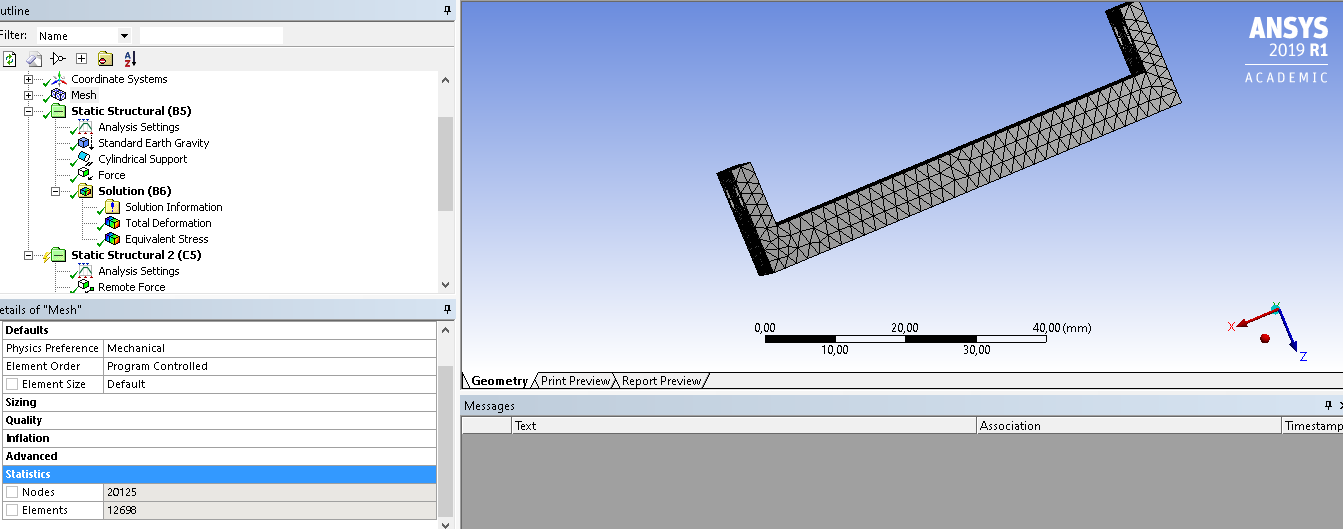 utline
Filter: Name
Coordinate Systems
Mesh
Static Structural (B5)
Analysis Settings
Standard Earth Gravity
Cylindrical Support
Force
Solution (B6)
Solution Information
Total Deformation
Equivalent Stress
Static Structural 2 (C5)
Analysis Settings
Remote Force
etails of "Mesh"
Defaults
Physics Preference Mechanical
Element Order Program Controlled
Element Size Default
Sizing
Quality
Inflation
Advanced
Statistics
Nodes 20125
Elements 12698
ANSYS
2019 R1
ACADEMIC
0,00 20,00 40,00 (mm)
10,00 30,00
X Y Z
Geometry Print Preview Report Preview
Messages
Text Association Timestamp